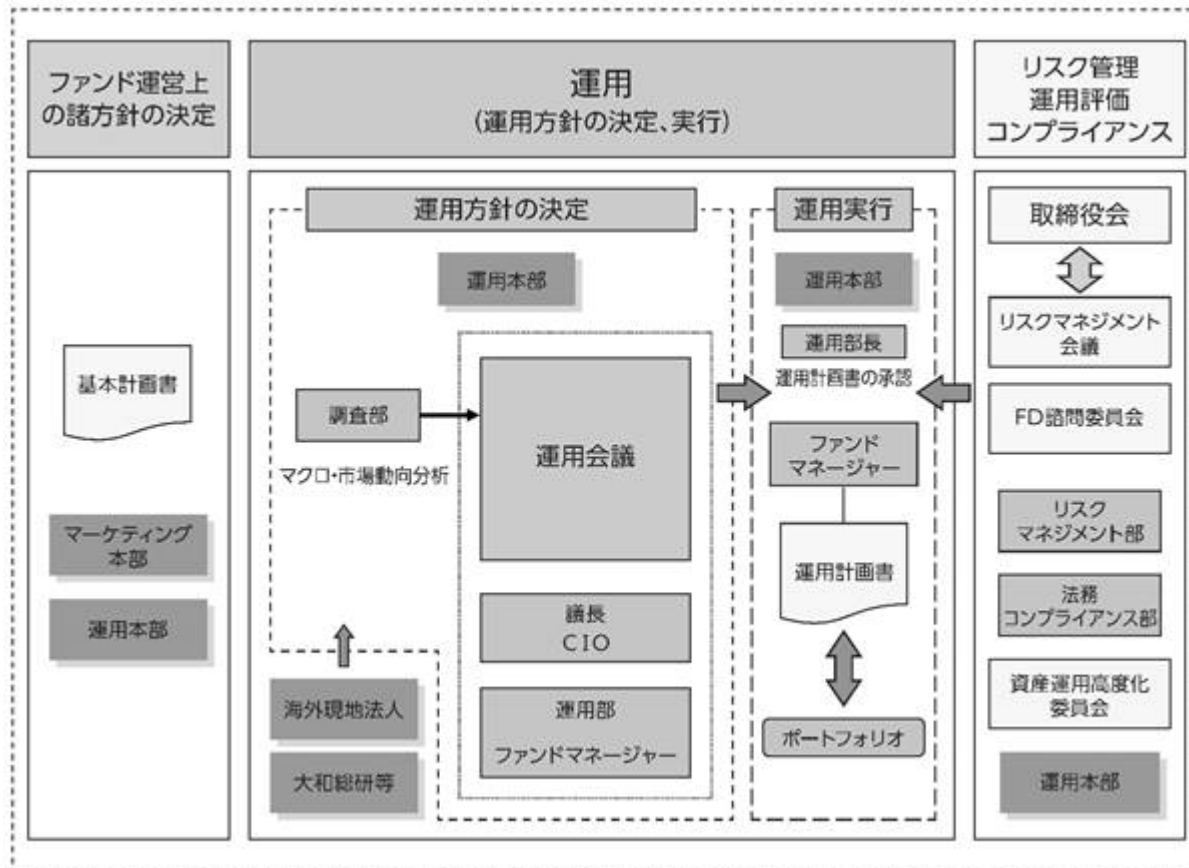 ファンド運営上
の諸方針の決定
運用
(運用方針の決定、実行)
リスク管理
運用評価
コンプライアンス
基本計画書
マーケティング
本部
運用本部
運用方針の決定
運用本部
調査部
マクロ・市場動向分析
運用会議
議長
CIO
運用部
ファンドマネージャー
海外現地法人
大和総研等
運用実行
運用本部
運用部長
運用計画書の承認
ファンド
マネージャー
運用計画書
ポートフォリオ
取締役会
リスクマネジメント
会議
FD諮問委員会
リスク
マネジメント部
法務
コンプライアンス部
資産運用高度化
委員会
運用本部